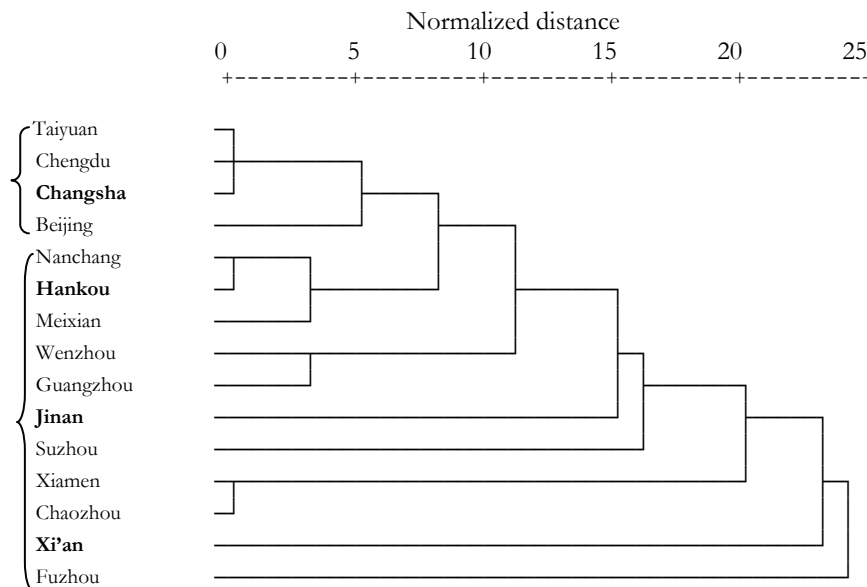 Normalized distance
0 5 10 15 20 25
+---------+---------+---------+---------+---------
Taiyuan
Chengdu
Changsha
Beijing
Nanchang
Hankou
Meixian
Wenzhou
Guangzhou
Jinan
Suzhou
Xiamen
Chaozhou
Xi’an
Fuzhou